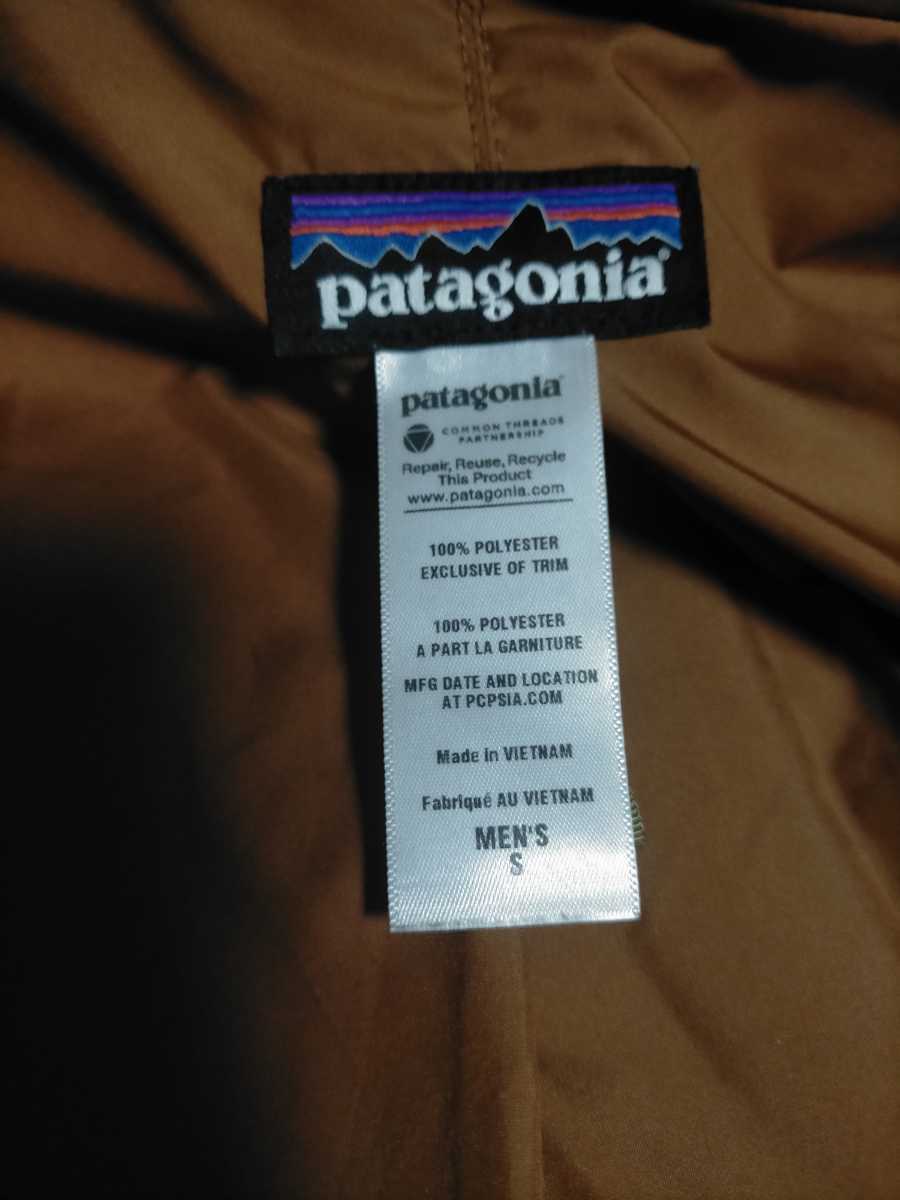 patagonia
patagonia
COMMON THREADS
PARTNERSHIP
Repair, Reuse, Recycle
This Product
www.patagonia.com
100% POLYESTER
EXCLUSIVE OF TRIM
100% POLYESTER
A PART LA GARNITURE
MFG DATE AND LOCATION
AT PCPSIA.COM
Made in VIETNAM
Fabriqué AU VIETNAM
MEN'S
S